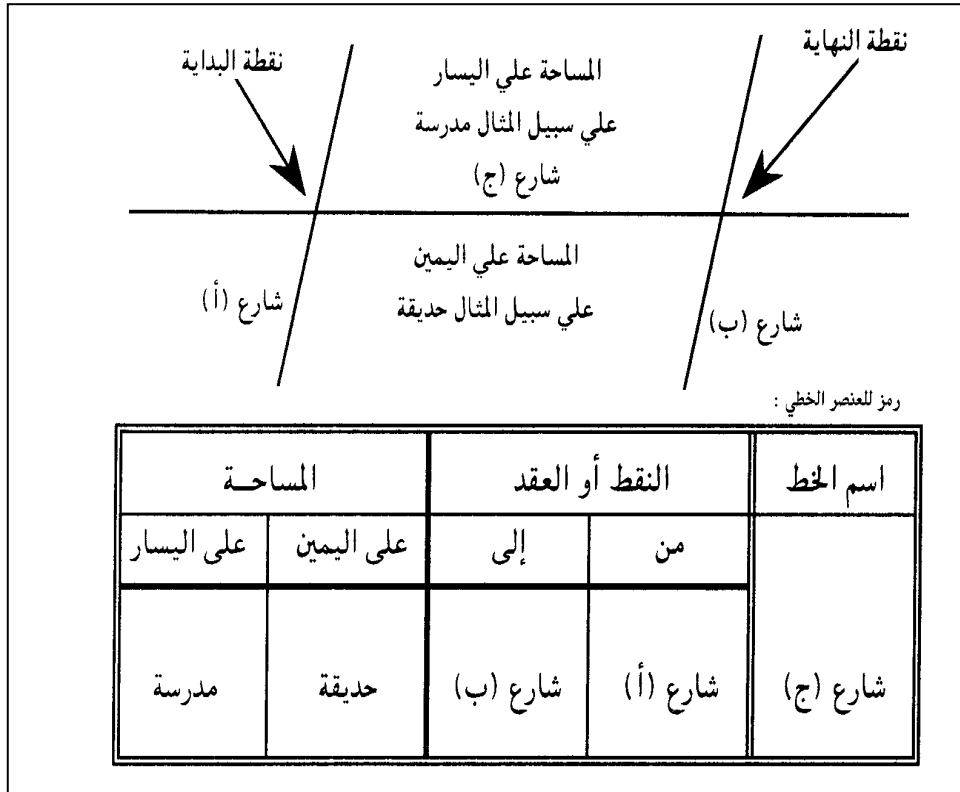 نقطة النهاية
نقطة البداية
المساحة علي اليسار
علي سبيل المثال مدرسة
شارع (ج)
المساحة علي اليمين
علي سبيل المثال حديقة
شارع (أ)
شارع (ب)
رمز للعنصر الخطي :
اسم الخط النقط أو العقد المساحــة
من إلى على اليمين على اليسار
شارع (ج) شارع (أ) شارع (ب) حديقة مدرسة